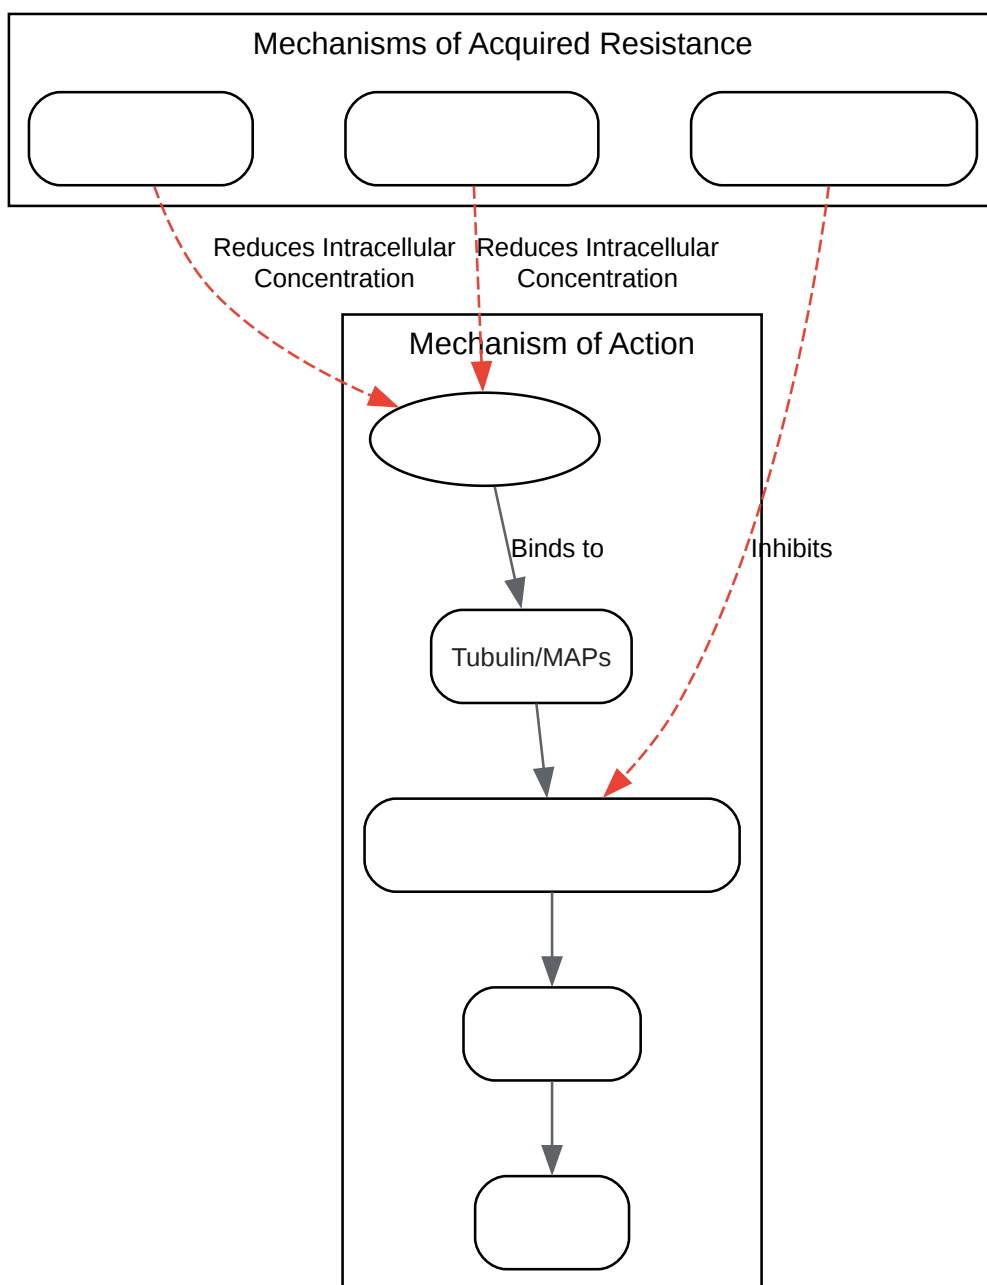 Mechanisms of Acquired Resistance
Reduces Intracellular
Concentration
Reduces Intracellular
Concentration
Mechanism of Action
Binds to
Inhibits
Tubulin/MAPs